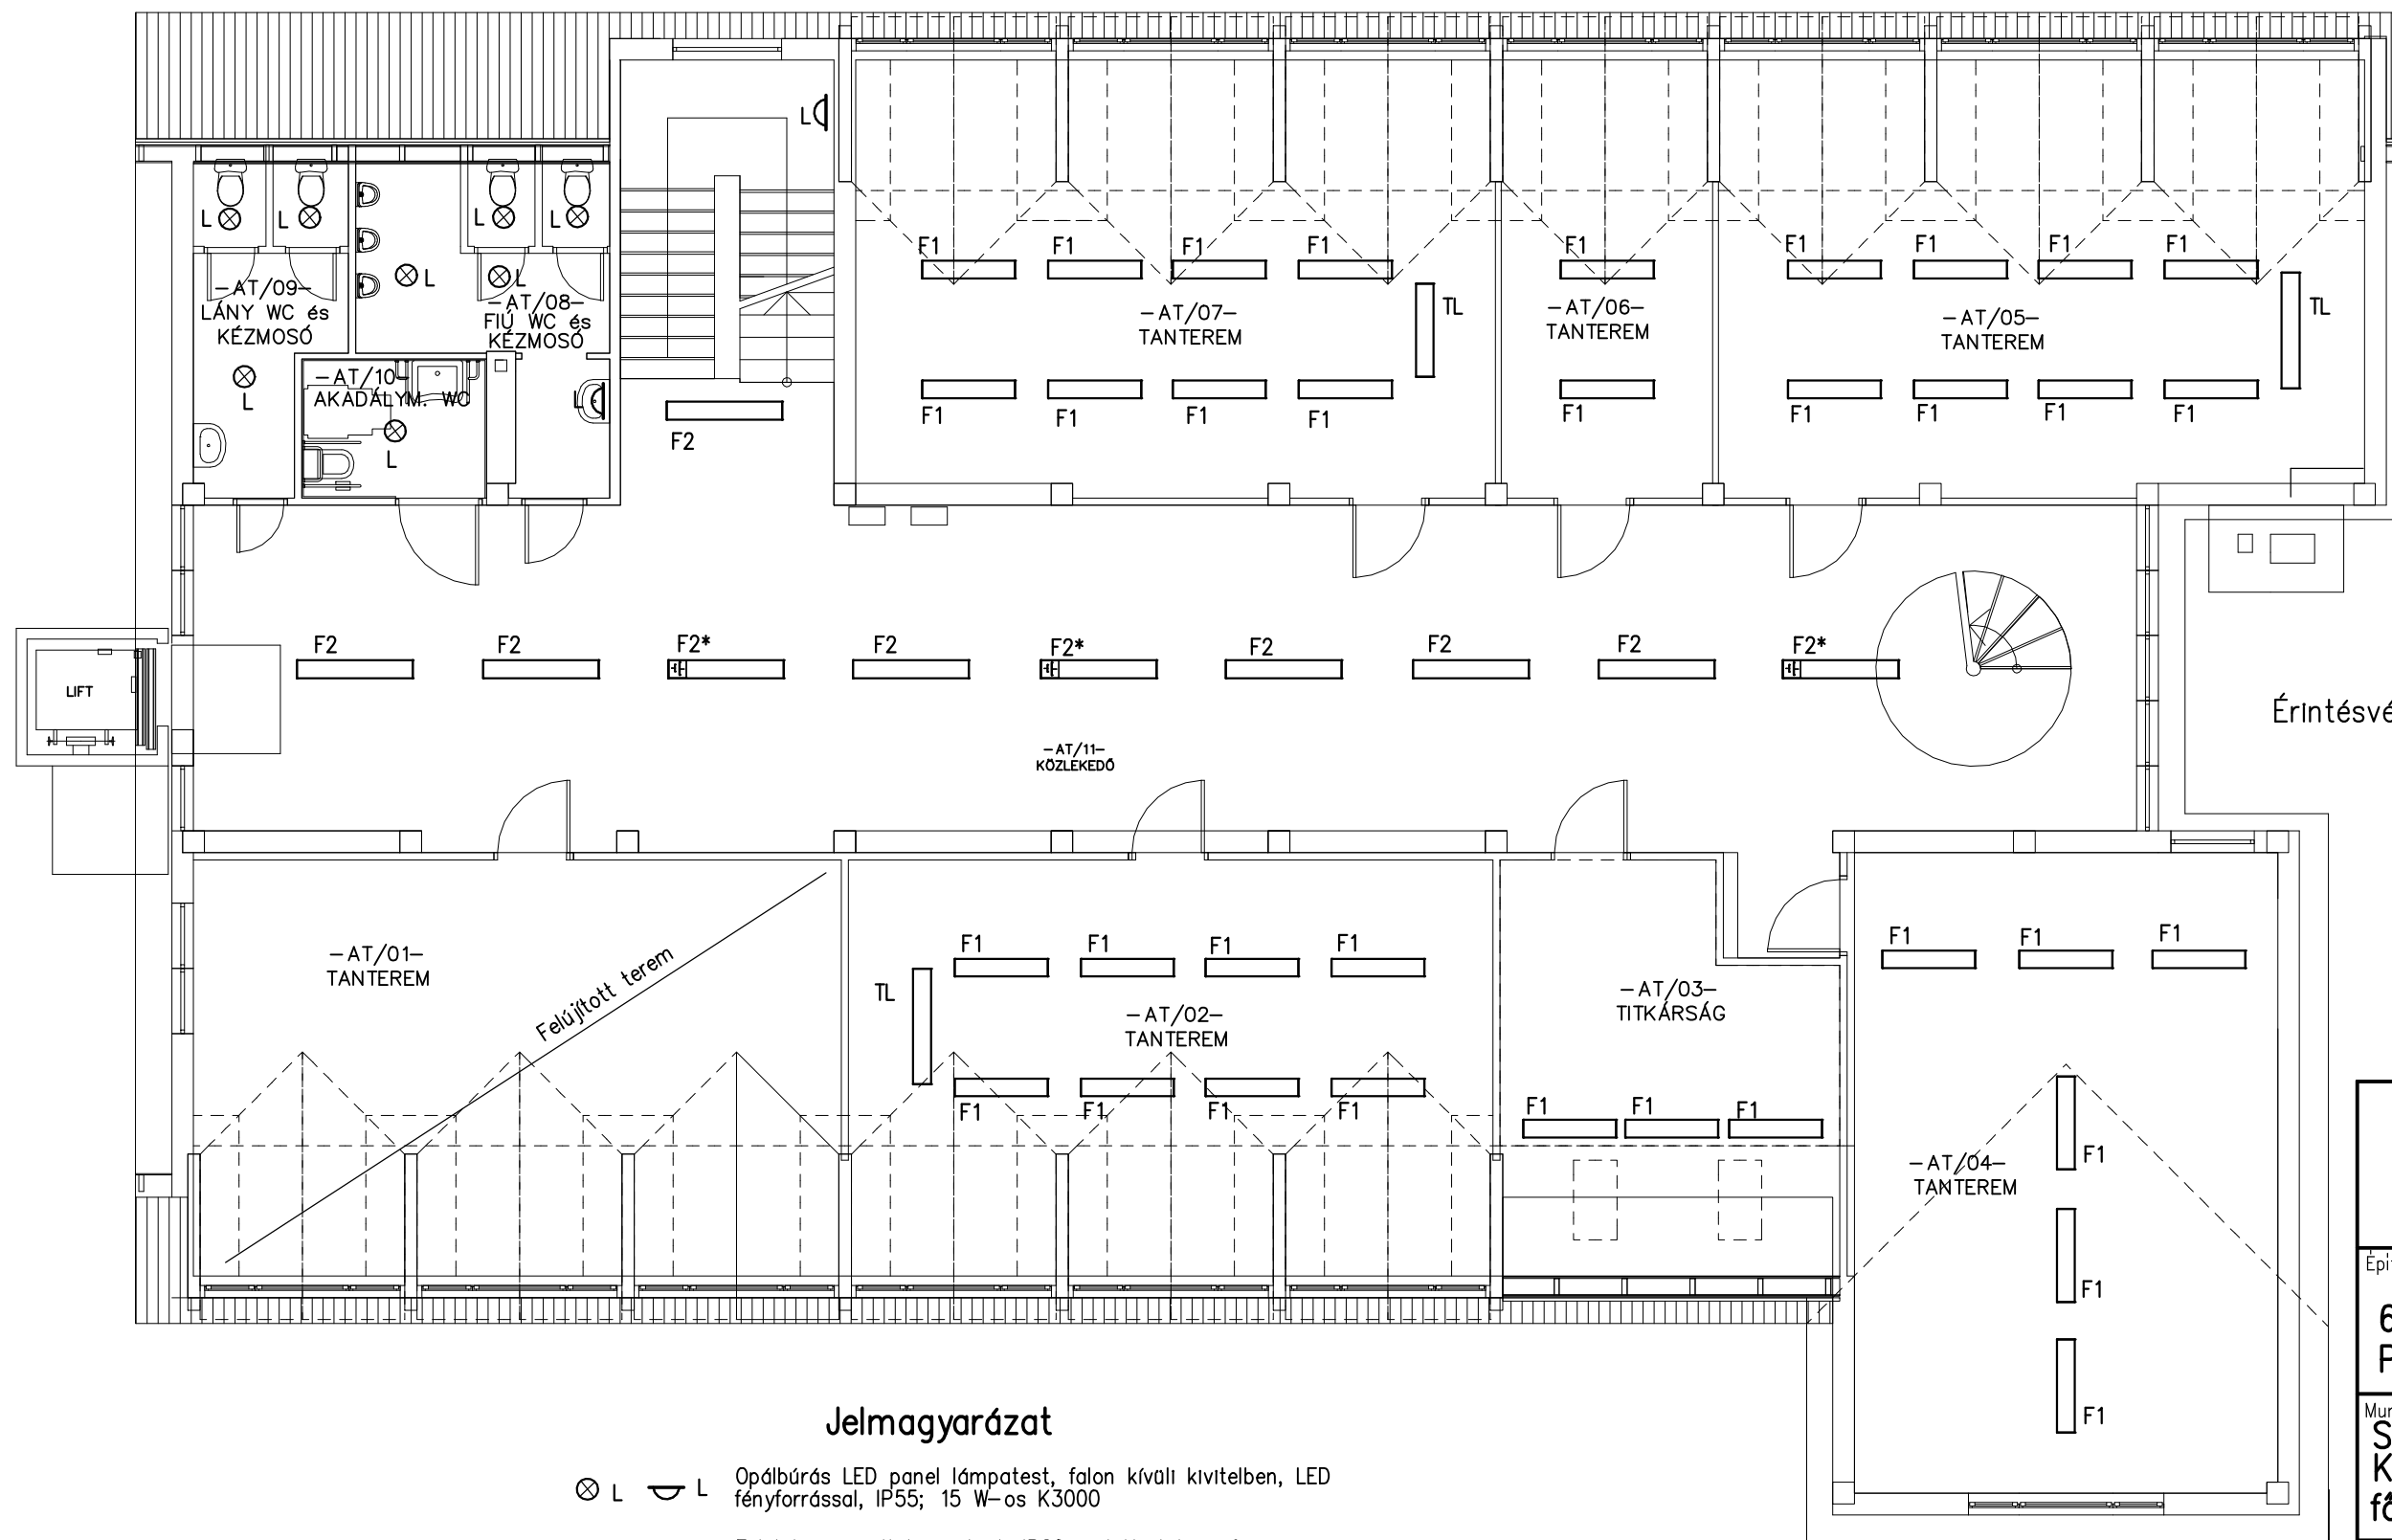 L
L
L
L
L
L
L
-AT/09-
LÁNY WC és
KÉZMOSÓ
-AT/08-
FIÚ WC és
KÉZMOSÓ
L
-AT/10-
AKADÁLYM. WC
L
L
F2
F1
F1
F1
F1
-AT/07-
TANTEREM
TL
F1
F1
F1
F1
F1
-AT/06-
TANTEREM
F1
F1
F1
F1
F1
-AT/05-
TANTEREM
TL
F1
F1
F1
F1
LIFT
F2
F2
F2*
F2
F2*
F2
F2
F2
F2*
-AT/11-
KÖZLEKEDŐ
Érintésvé
-AT/01-
TANTEREM
Felújított terem
F1
F1
F1
F1
TL
-AT/02-
TANTEREM
F1
F1
F1
F1
-AT/03-
TITKÁRSÁG
F1
F1
F1
F1
F1
F1
-AT/04-
TANTEREM
F1
F1
F1
Épí
6
P
Mun
S
K
fő
Jelmagyarázat
L L Opálbúrás LED panel lámpatest, falon kívüli kivitelben, LED
fényforrással, IP55; 15 W-os K3000